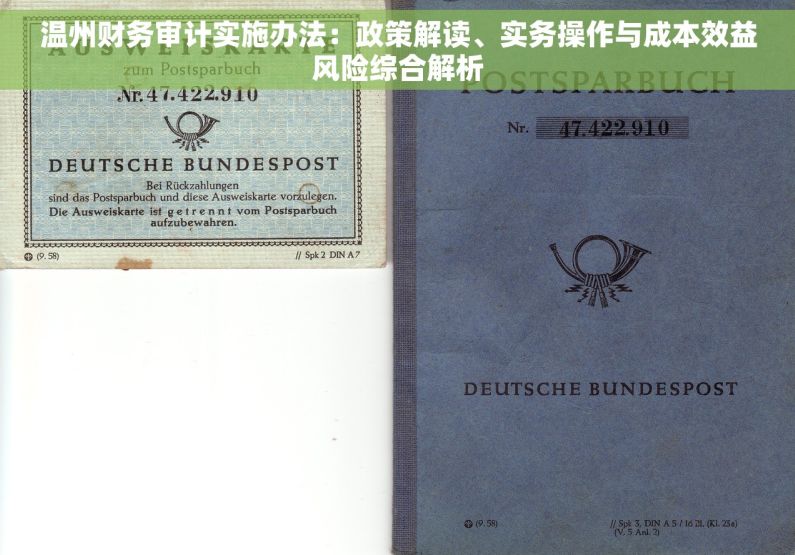 温州财务审计实施办法：政策解读、实务操作与成本效益
风险综合解析
AUSWEISKARTE
zum Postsparbuch
Nr. 47.422.910
DEUTSCHE BUNDESPOST
Bei Rückzahlungen
sind das Postsparbuch und diese Ausweiskarte vorzulegen.
Die Ausweiskarte ist getrennt vom Postsparbuch
aufzubewahren.
(9. 58)
// Spk 2 DIN A 7
POSTSPARBUCH
Nr. 47.422.910
DEUTSCHE BUNDESPOST
(9. 58)
// Spk 3, DIN A 5 / 16 Bl. (Kl. 23a)
(V. 5 Anl. 2)